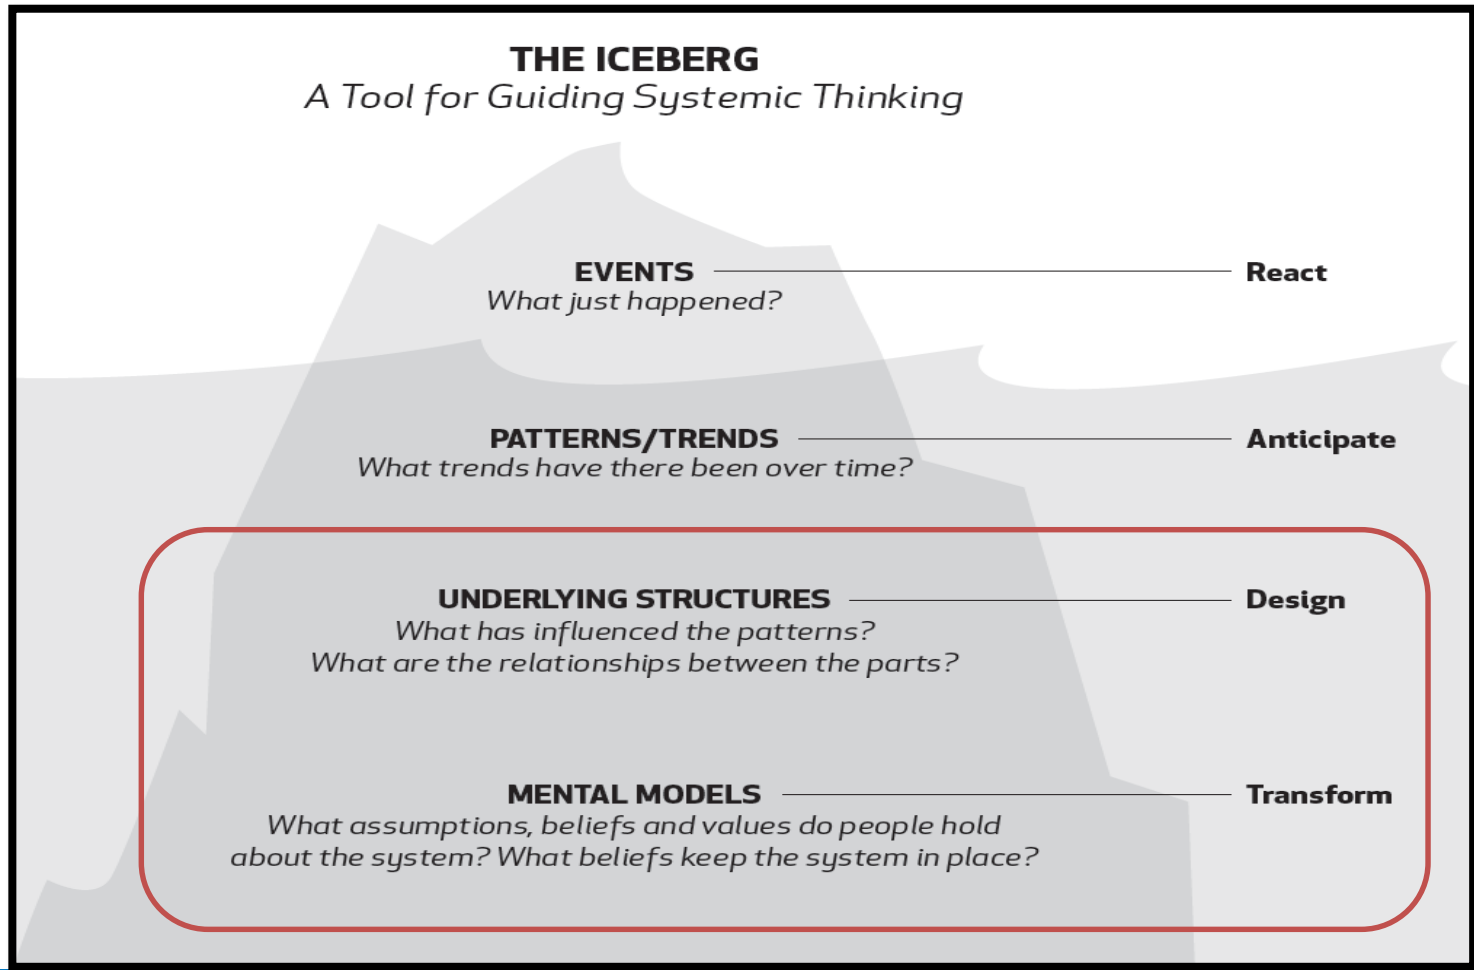 THE ICEBERG
A Tool for Guiding Systemic Thinking
EVENTS
React
What just happened?
PATTERNS/TRENDS
Anticipate
What trends have there been over time?
UNDERLYING STRUCTURES
Design
What has influenced the patterns?
What are the relationships between the parts?
MENTAL MODELS
Transform
What assumptions, beliefs and values do people hold
about the system? What beliefs keep the system in place?